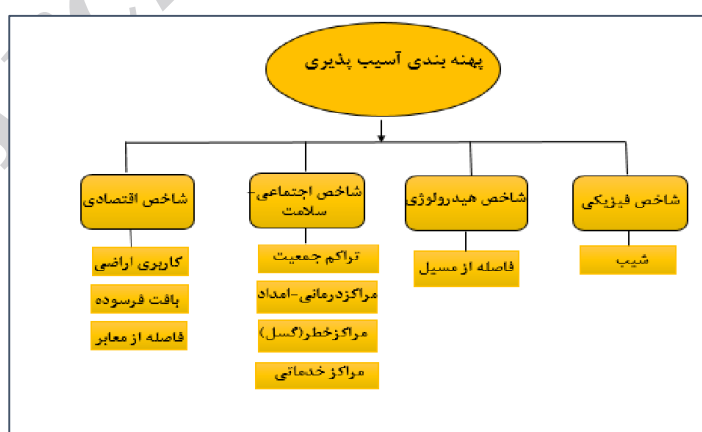 پهنه بندی آسیب پذیری
شاخص فیزیکی
شیب
شاخص هیدرولوژی
فاصله از مسیل
شاخص اجتماعی-
سلامت
تراکم جمعیت
مراکزدرمانی-امداد
مراکزخطر(گسل)
مراکز خدماتی
شاخص اقتصادی
کاربری اراضی
بافت فرسوده
فاصله از معابر